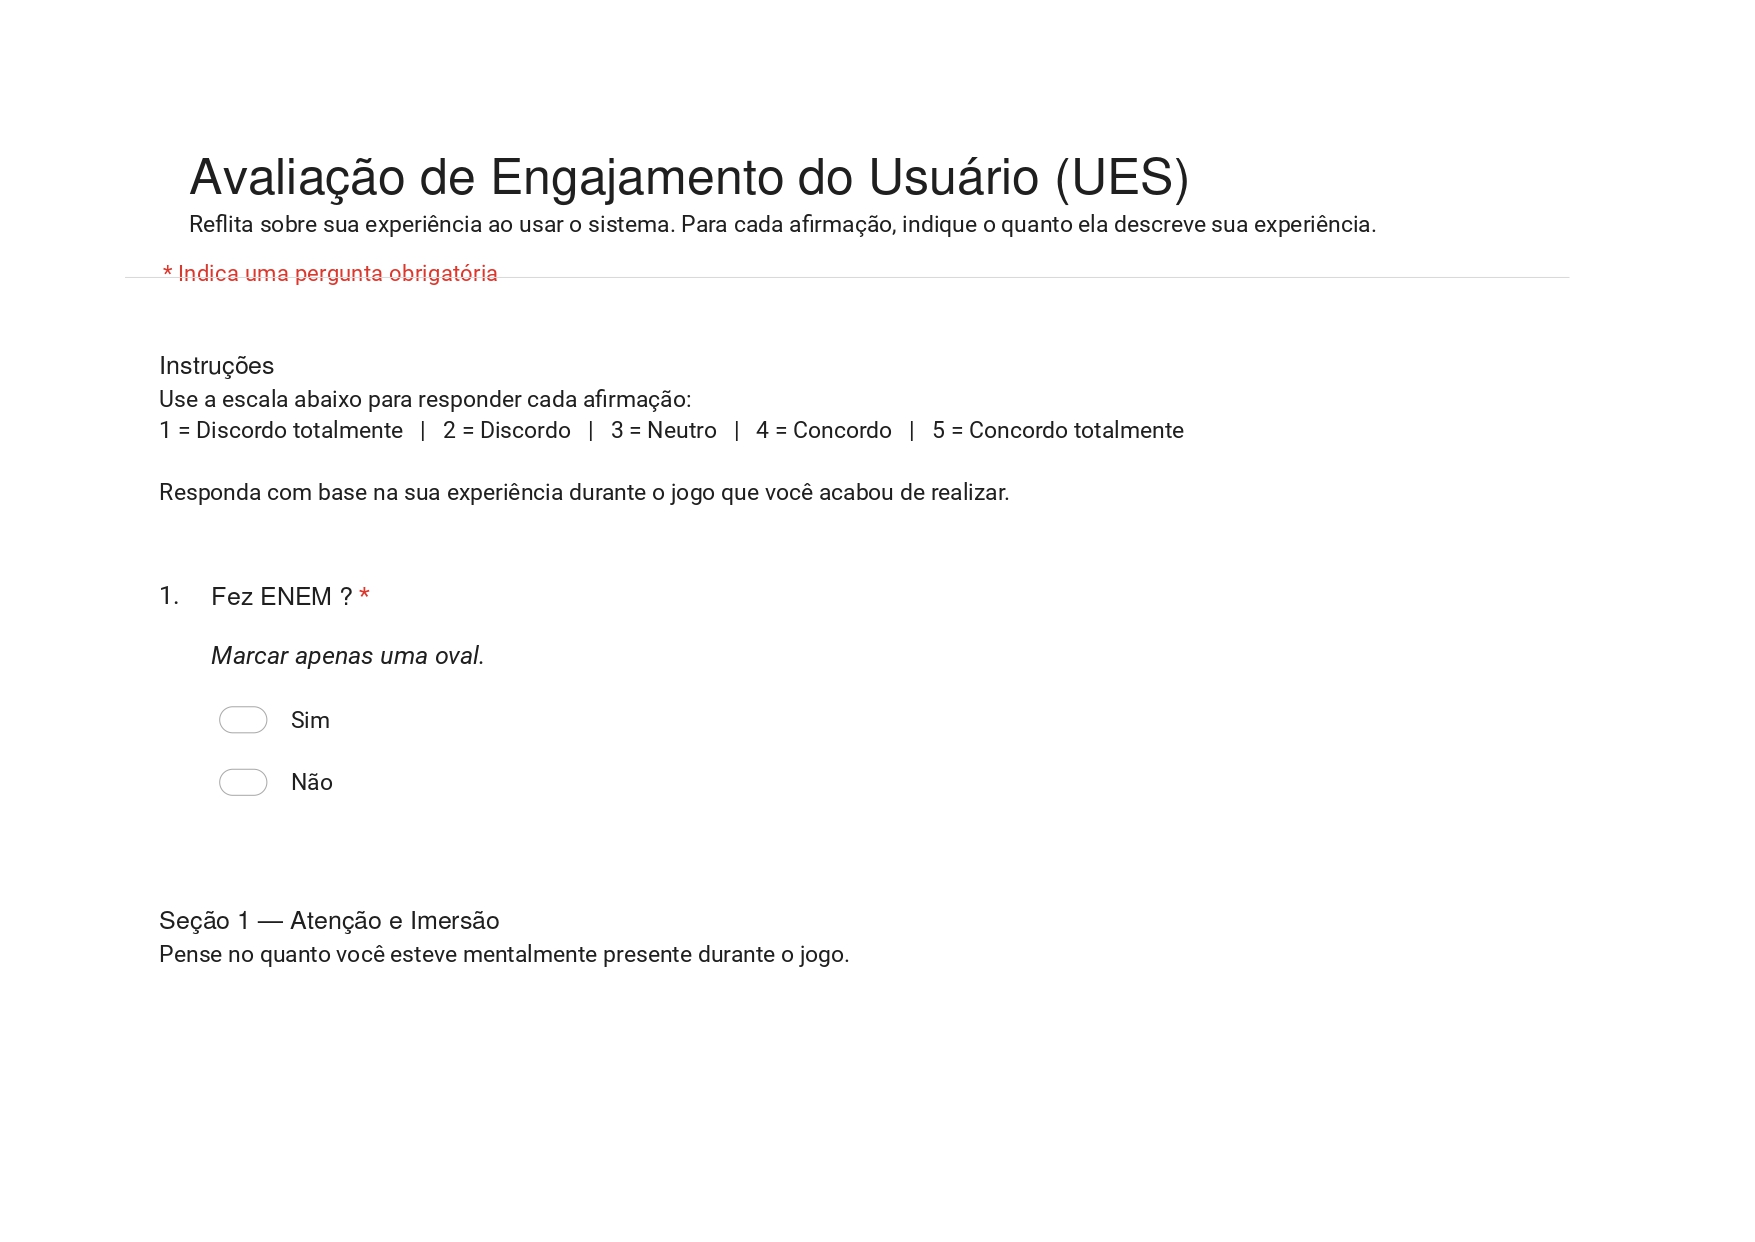 Avaliação de Engajamento do Usuário (UES)
Reflita sobre sua experiência ao usar o sistema. Para cada afirmação, indique o quanto ela descreve sua experiência.
* Indica uma pergunta obrigatória
Instruções
Use a escala abaixo para responder cada afirmação:
1 = Discordo totalmente | 2 = Discordo | 3 = Neutro | 4 = Concordo | 5 = Concordo totalmente
Responda com base na sua experiência durante o jogo que você acabou de realizar.
1. Fez ENEM ? *
Marcar apenas uma oval.
Sim
Não
Seção 1 — Atenção e Imersão
Pense no quanto você esteve mentalmente presente durante o jogo.